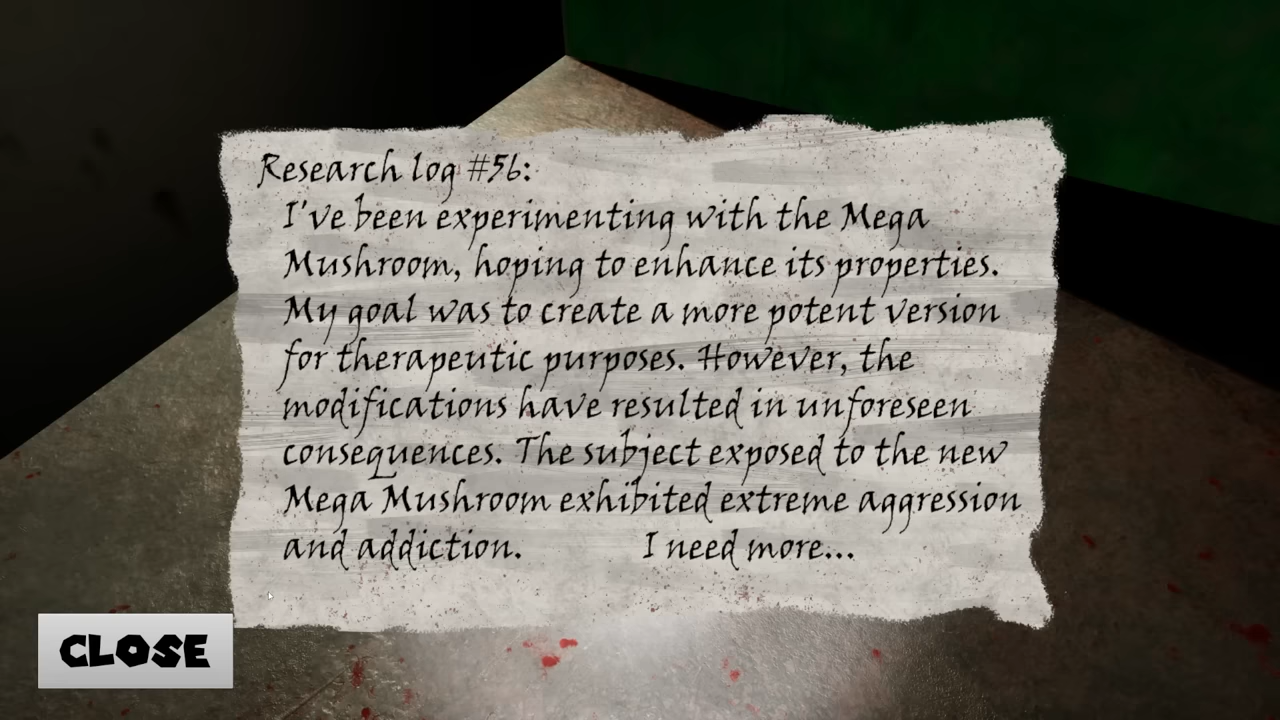 Research log #56:
I've been experimenting with the Mega
Mushroom, hoping to enhance its properties.
My goal was to create a more potent version
for therapeutic purposes. However, the
modifications have resulted in unforeseen
consequences. The subject exposed to the new
Mega Mushroom exhibited extreme aggression
and addiction. I need more...
CLOSE